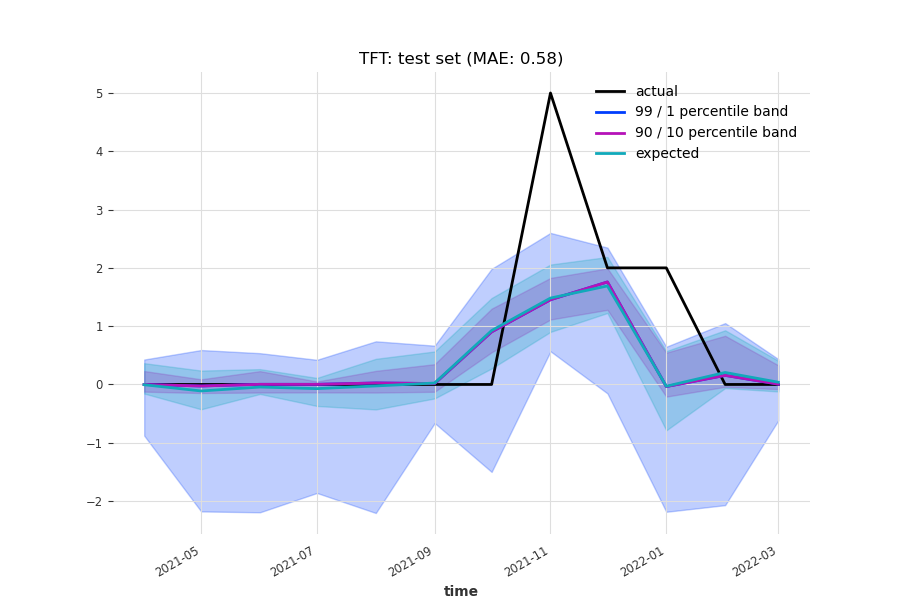 TFT: test set (MAE: 0.58)
actual
99 / 1 percentile band
90 / 10 percentile band
expected
5
4
3
2
1
0
−1
−2
2021-05
2021-07
2021-09
2021-11
2022-01
2022-03
time